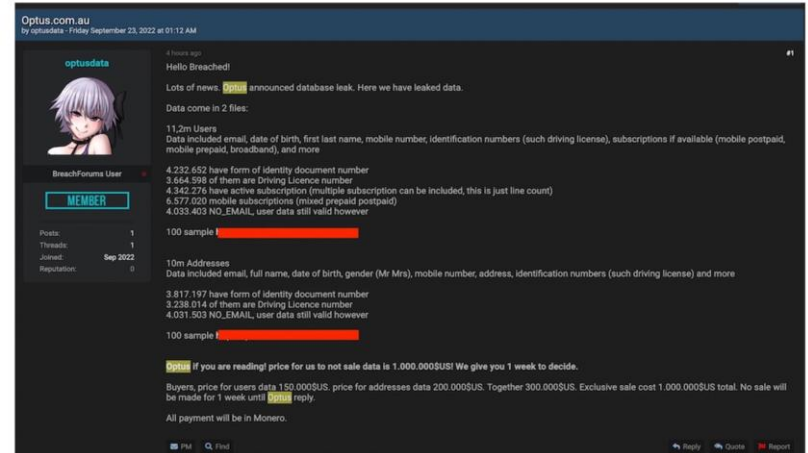 Optus.com.au
by optusdata - Friday September 23, 2022 at 01:12 AM
optusdata
BreachForums User
MEMBER
Posts: 1
Threads: 1
Joined: Sep 2022
Reputation: 0
4 hours ago
#1
Hello Breached!
Lots of news. Optus announced database leak. Here we have leaked data.
Data come in 2 files:
11,2m Users
Data included email, date of birth, first last name, mobile number, identification numbers (such driving license), subscriptions if available (mobile postpaid,
mobile prepaid, broadband), and more
4.232.652 have form of identity document number
3.664.598 of them are Driving Licence number
4.342.276 have active subscription (multiple subscription can be included, this is just line count)
6.577.020 mobile subscriptions (mixed prepaid postpaid)
4.033.403 NO_EMAIL, user data still valid however
100 sample
10m Addresses
Data included email, full name, date of birth, gender (Mr Mrs), mobile number, address, identification numbers (such driving license) and more
3.817.197 have form of identity document number
3.238.014 of them are Driving Licence number
4.031.503 NO_EMAIL, user data still valid however
100 sample
Optus if you are reading! price for us to not sale data is 1.000.000$US! We give you 1 week to decide.
Buyers, price for users data 150.000$US. price for addresses data 200.000$US. Together 300.000$US. Exclusive sale cost 1.000.000$US total. No sale will
be made for 1 week until Optus reply.
All payment will be in Monero.
PM Find
Reply Quote Report